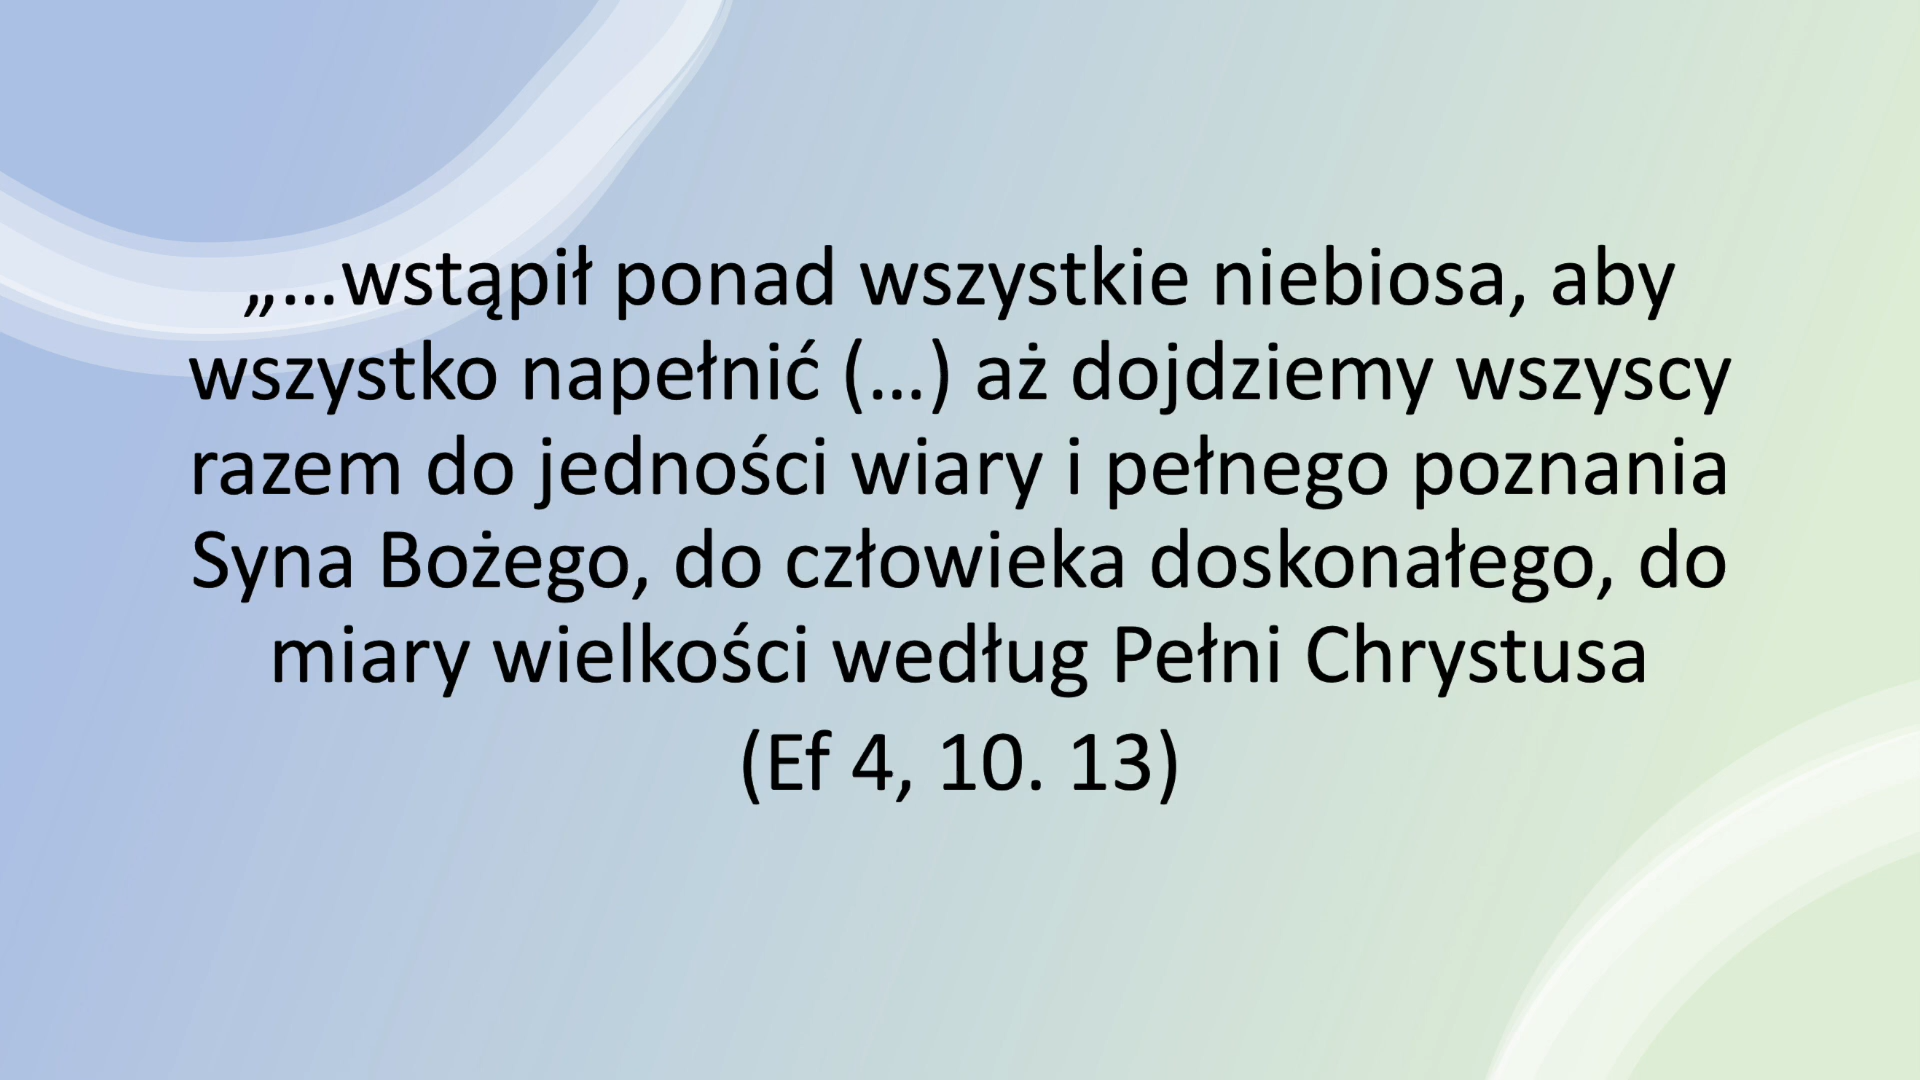 „…wstąpił ponad wszystkie niebiosa, aby
wszystko napełnić (…) aż dojdziemy wszyscy
razem do jedności wiary i pełnego poznania
Syna Bożego, do człowieka doskonałego, do
miary wielkości według Pełni Chrystusa
(Ef 4, 10. 13)